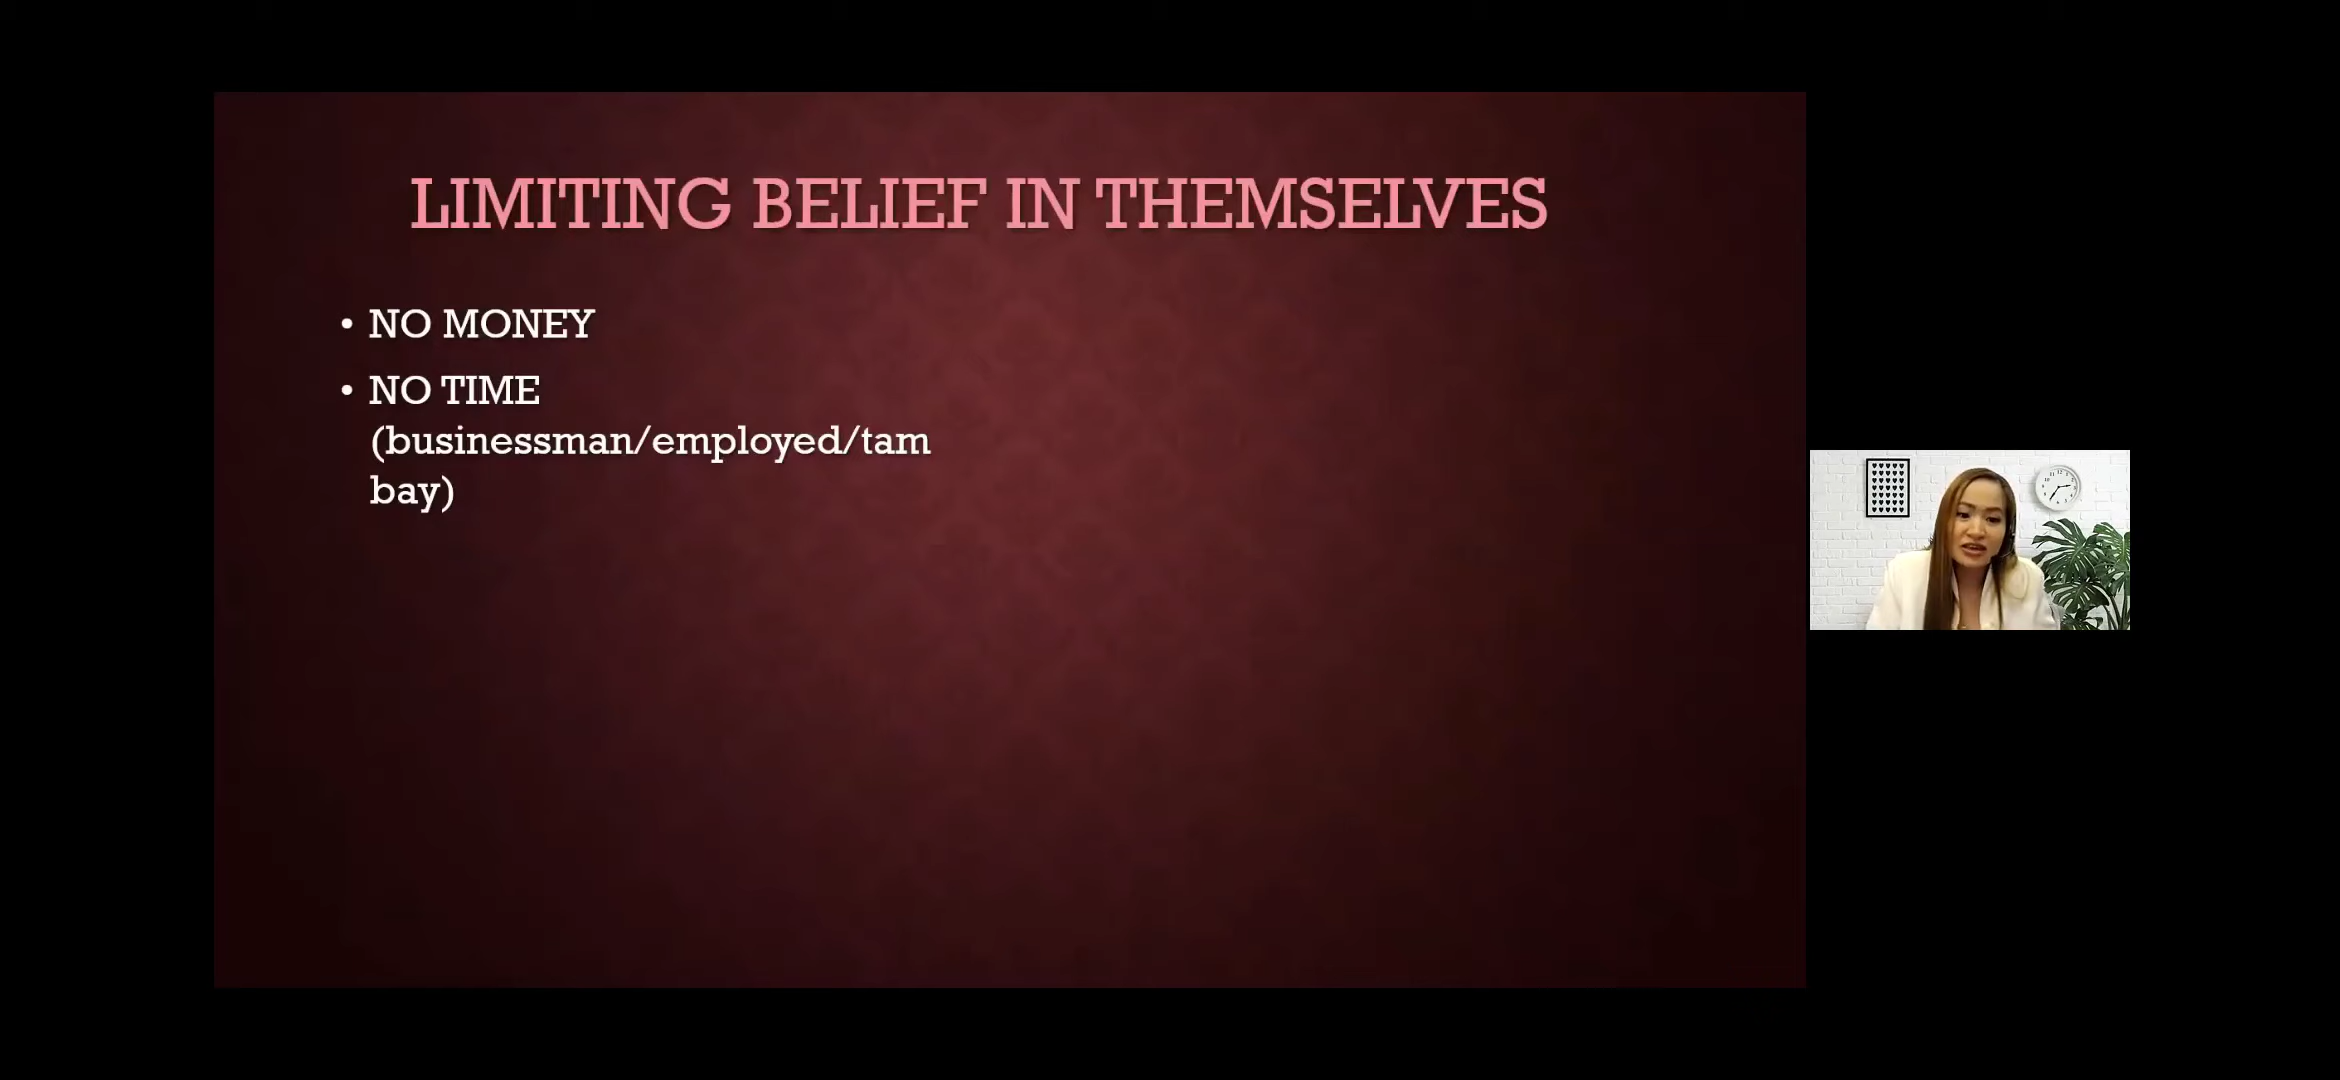 LIMITING BELIEF IN THEMSELVES
• NO MONEY
• NO TIME
(businessman/employed/tam
bay)